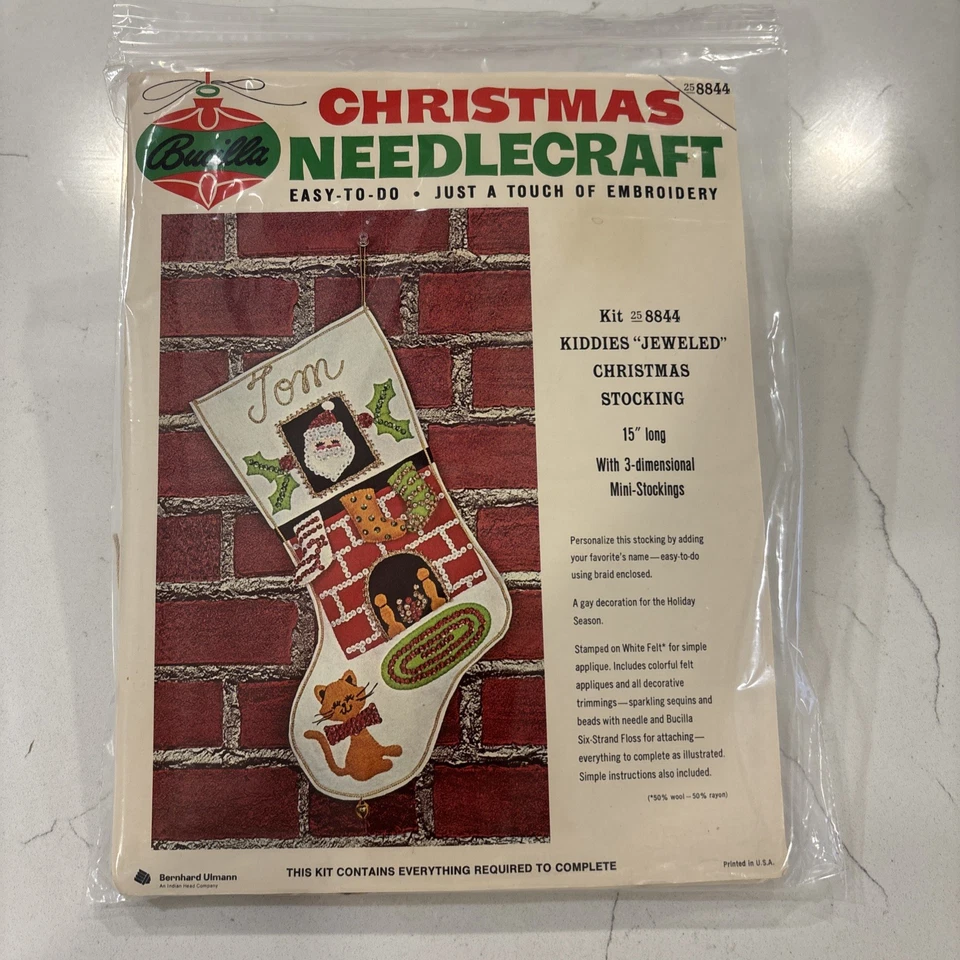 25 8844
Bucilla
CHRISTMAS
NEEDLECRAFT
EASY-TO-DO • JUST A TOUCH OF EMBROIDERY
Tom
Kit 25 8844
KIDDIES “JEWELED”
CHRISTMAS
STOCKING
15″ long
With 3-dimensional
Mini-Stockings
Personalize this stocking by adding
your favorite's name—easy-to-do
using braid enclosed.
A gay decoration for the Holiday
Season.
Stamped on White Felt* for simple
applique. Includes colorful felt
appliques and all decorative
trimmings—sparkling sequins and
beads with needle and Bucilla
Six-Strand Floss for attaching—
everything to complete as illustrated.
Simple instructions also included.
(*50% wool—50% rayon)
Bernhard Ulmann
An Indian Head Company
THIS KIT CONTAINS EVERYTHING REQUIRED TO COMPLETE
Printed in U.S.A.